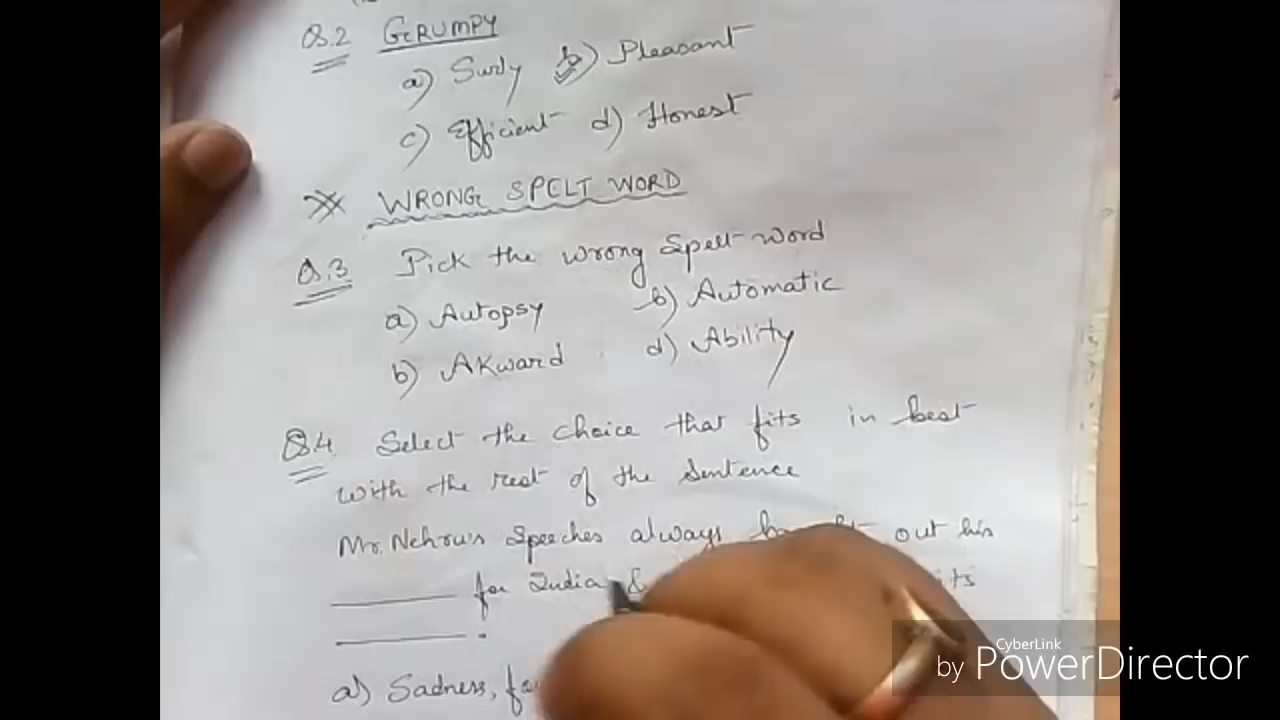 Q.2 GRUMPY
a) Surly b) Pleasant
c) Efficient d) Honest
WRONG SPELT WORD
Q.3 Pick the wrong Spelt word
a) Autopsy b) Automatic
b) AKward d) Ability
Q.4 Select the choice that fits in best
with the rest of the Sentence
Mr. Nehru's Speeches always out his
for India & its
a) Sadness,
CyberLink
by PowerDirector